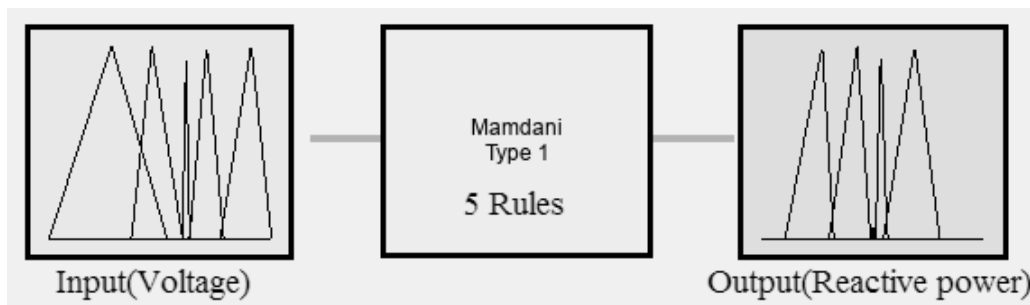 Mamdani
Type 1
5 Rules
Input(Voltage)
Output(Reactive power)